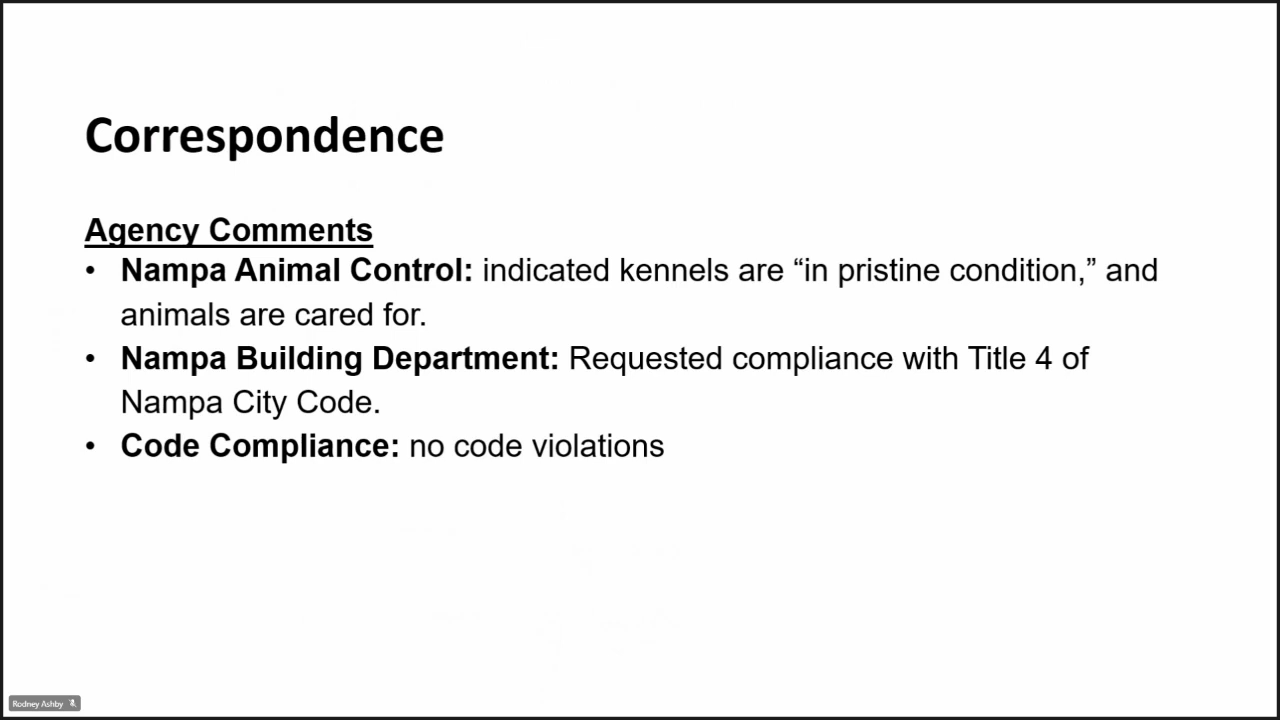 Correspondence
Agency Comments
• Nampa Animal Control: indicated kennels are “in pristine condition,” and
animals are cared for.
• Nampa Building Department: Requested compliance with Title 4 of
Nampa City Code.
• Code Compliance: no code violations
Rodney Ashby